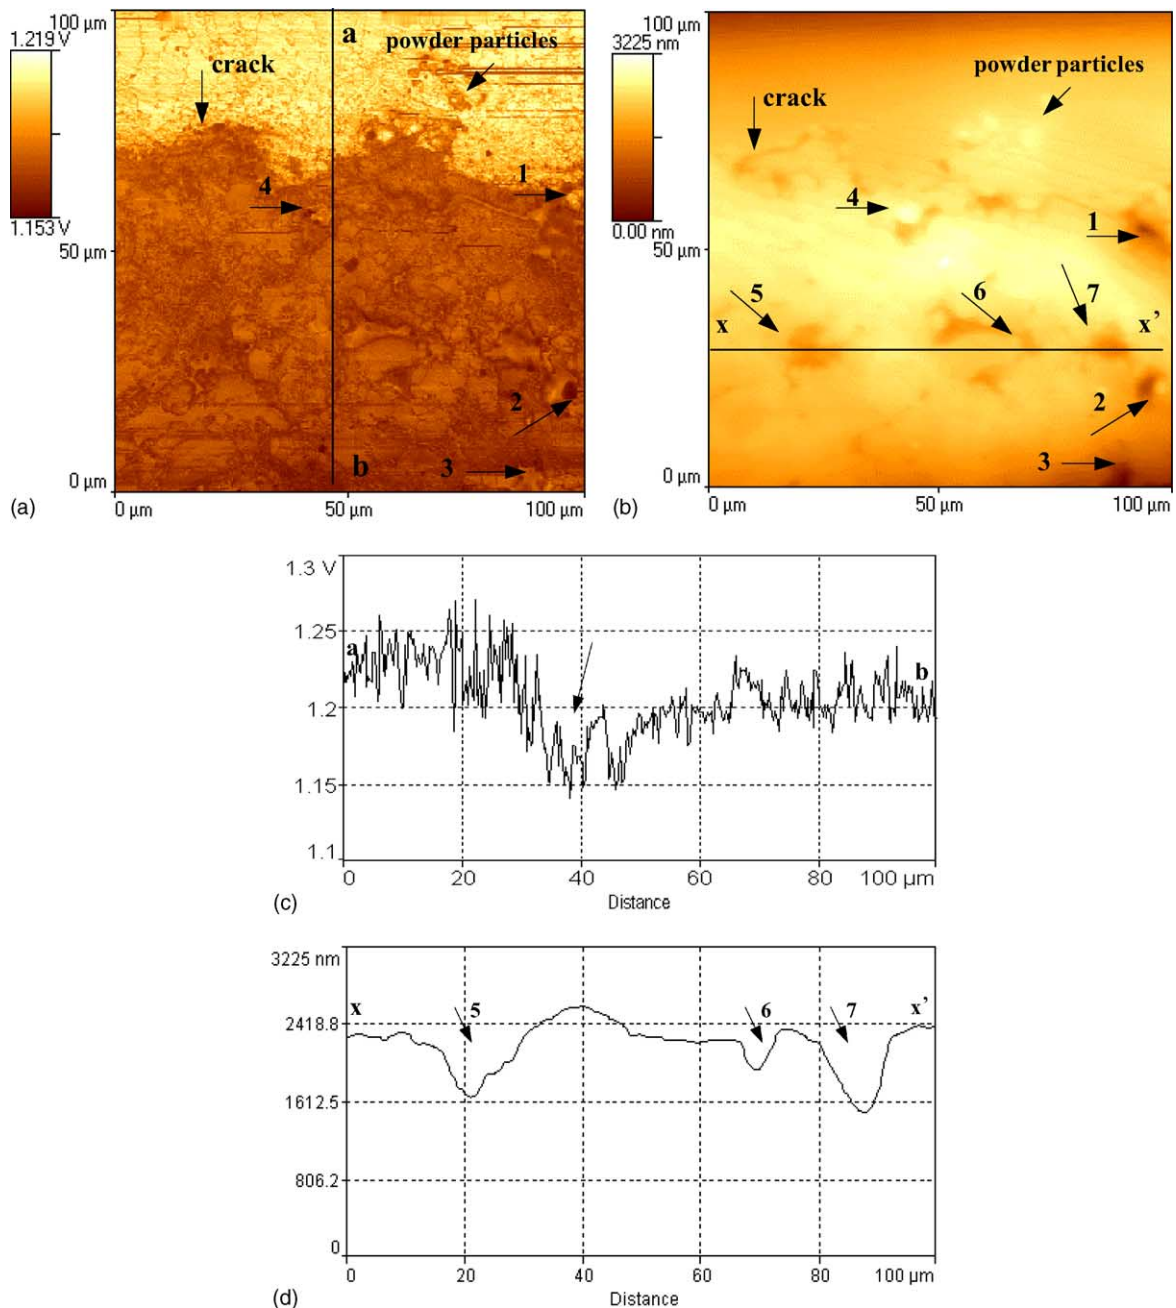 100 µm
1.219 V
1.153 V
a
powder particles
crack
1
4
50 µm
2
b
3
0 µm
(a)
0 µm
50 µm
100 µm
100 µm
3225 nm
0.00 nm
powder particles
crack
4
1
50 µm
5
6
7
x
x'
2
3
0 µm
(b)
0 µm
50 µm
100 µm
1.3 V
1.25
a
b
1.2
1.15
1.1
0
20
40
60
80
100 µm
(c)
Distance
3225 nm
x
5
6
7
x'
2418.8
1612.5
806.2
0
0
20
40
60
80
100 µm
(d)
Distance